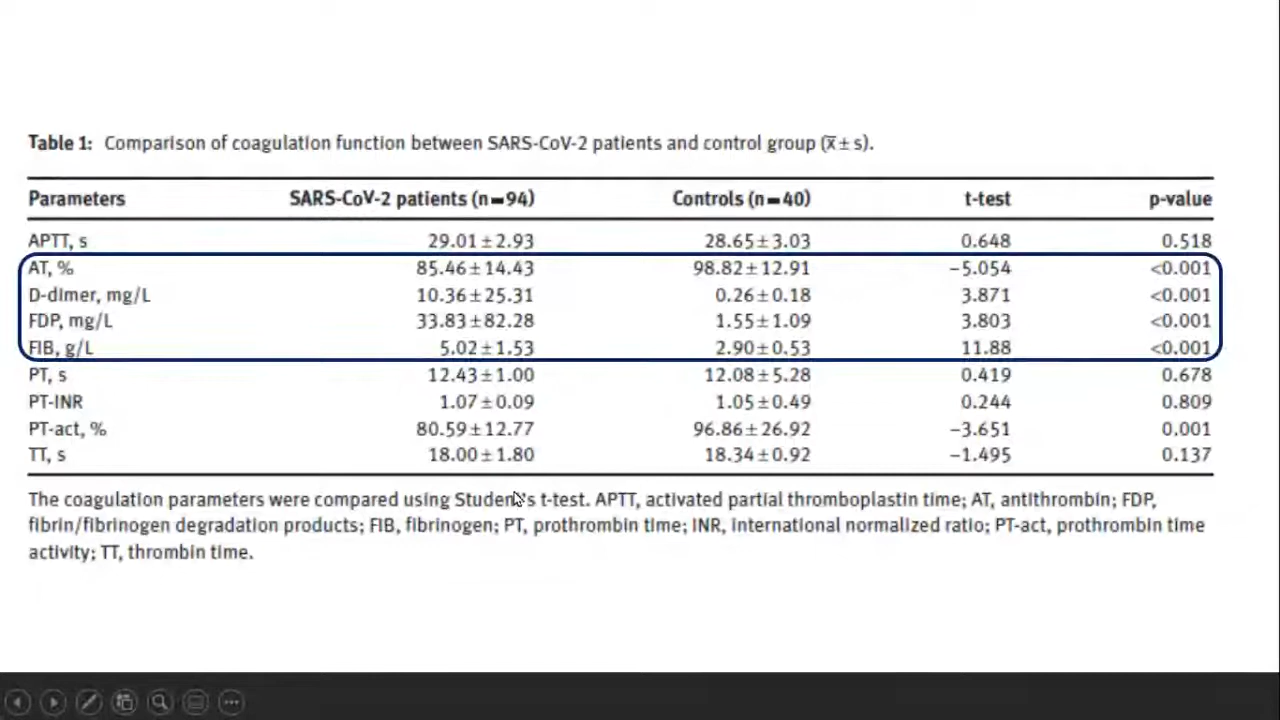 Table 1: Comparison of coagulation function between SARS-CoV-2 patients and control group (x̅ ± s).
Parameters SARS-CoV-2 patients (n=94) Controls (n=40) t-test p-value
APTT, s 29.01±2.93 28.65±3.03 0.648 0.518
AT, % 85.46±14.43 98.82±12.91 −5.054 <0.001
D-dimer, mg/L 10.36±25.31 0.26±0.18 3.871 <0.001
FDP, mg/L 33.83±82.28 1.55±1.09 3.803 <0.001
FIB, g/L 5.02±1.53 2.90±0.53 11.88 <0.001
PT, s 12.43±1.00 12.08±5.28 0.419 0.678
PT-INR 1.07±0.09 1.05±0.49 0.244 0.809
PT-act, % 80.59±12.77 96.86±26.92 −3.651 0.001
TT, s 18.00±1.80 18.34±0.92 −1.495 0.137
The coagulation parameters were compared using Student's t-test. APTT, activated partial thromboplastin time; AT, antithrombin; FDP,
fibrin/fibrinogen degradation products; FIB, fibrinogen; PT, prothrombin time; INR, international normalized ratio; PT-act, prothrombin time
activity; TT, thrombin time.